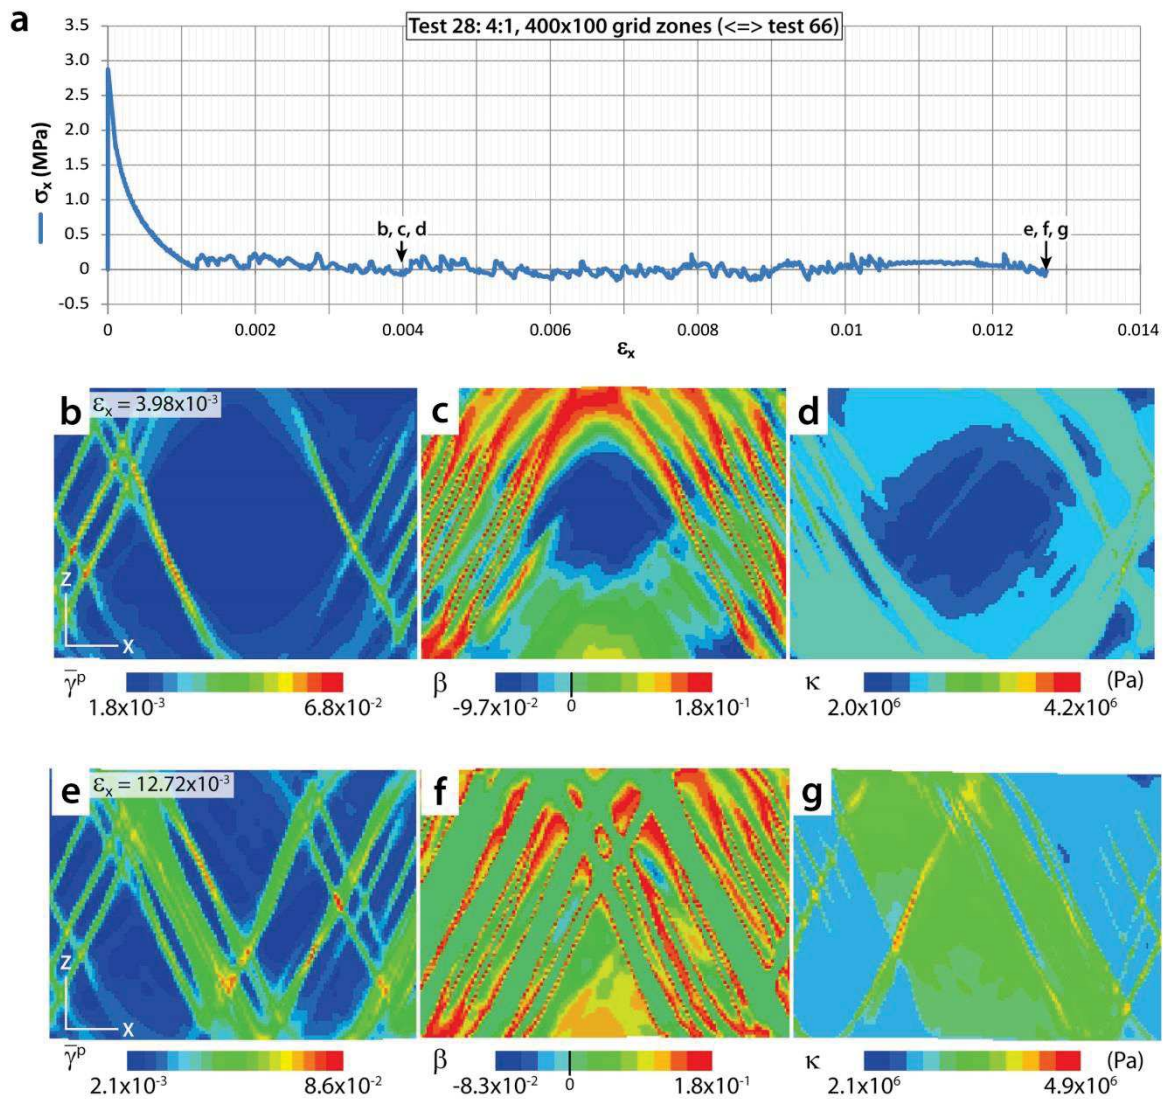 a
Test 28: 4:1, 400x100 grid zones (<=> test 66)
3.5
3.0
2.5
2.0
1.5
1.0
0.5
0
-0.5
σx (MPa)
b, c, d
e, f, g
0 0.002 0.004 0.006 0.008 0.01 0.012 0.014
εx
b εx = 3.98x10-3
c
d
Z
X
γ̅p
1.8x10-3 6.8x10-2
β
-9.7x10-2 0 1.8x10-1
κ (Pa)
2.0x106 4.2x106
e εx = 12.72x10-3
f
g
Z
X
γ̅p
2.1x10-3 8.6x10-2
β
-8.3x10-2 0 1.8x10-1
κ (Pa)
2.1x106 4.9x106